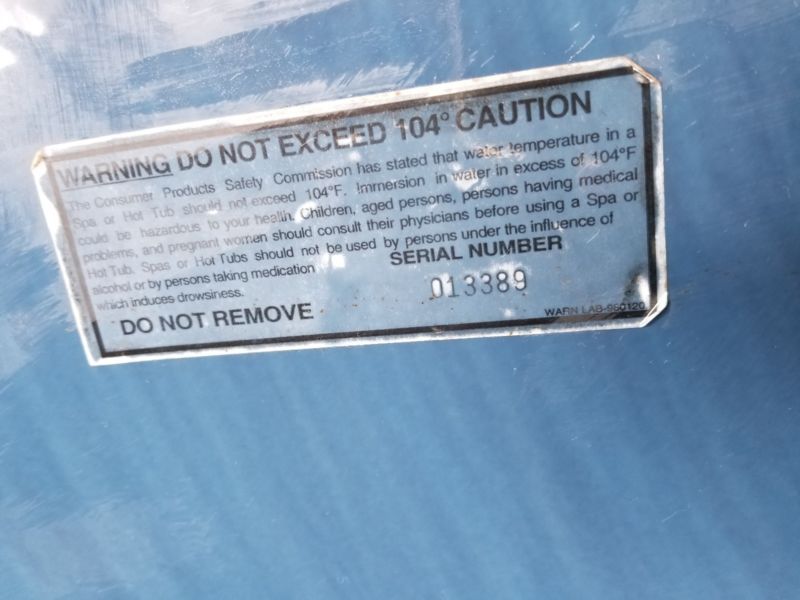 WARNING DO NOT EXCEED 104° CAUTION
The Consumer Products Safety Commission has stated that water temperature in a
Spa or Hot Tub should not exceed 104°F. Immersion in water in excess of 104°F
could be hazardous to your health. Children, aged persons, persons having medical
problems, and pregnant women should consult their physicians before using a Spa or
Hot Tub. Spas or Hot Tubs should not be used by persons under the influence of
alcohol or by persons taking medication
which induces drowsiness.
SERIAL NUMBER
013389
DO NOT REMOVE
WARN LAB-960120